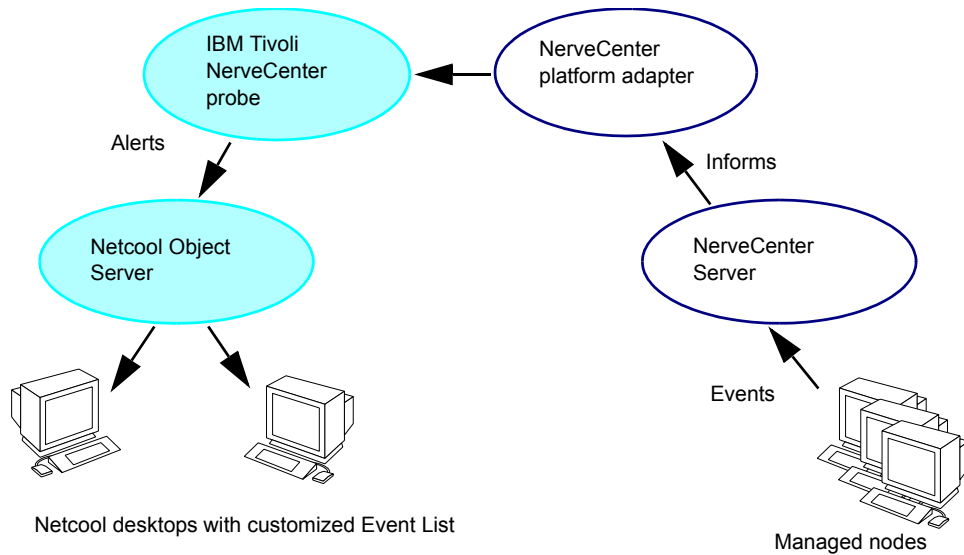 IBM Tivoli
NerveCenter
probe
NerveCenter
platform adapter
Alerts
Informs
Netcool Object
Server
NerveCenter
Server
Events
Netcool desktops with customized Event List
Managed nodes